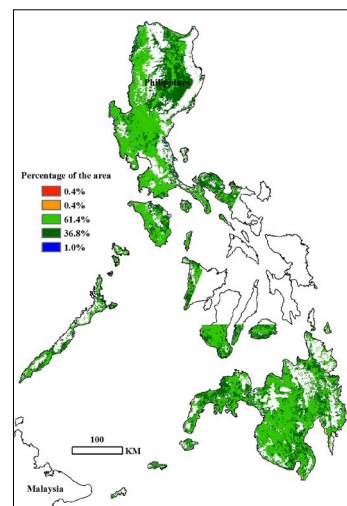 Philippines
Percentage of the area
0.4%
0.4%
61.4%
36.8%
1.0%
100
KM
Malaysia